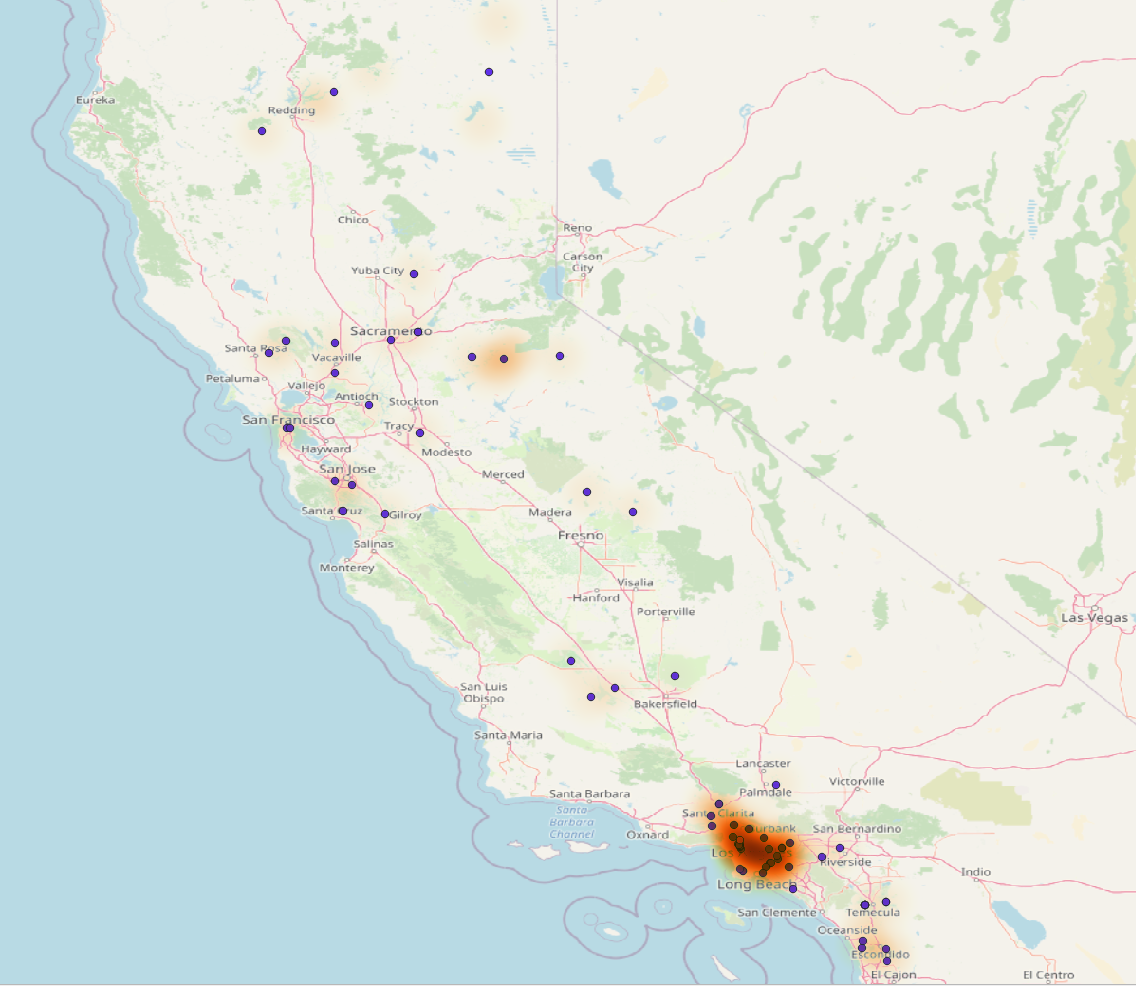 Eureka
Redding
Chico
Reno
Carson
City
Yuba City
Sacramento
Santa Rosa
Vacaville
Petaluma
Vallejo
Antioch
Stockton
San Francisco
Tracy
Hayward
Modesto
San Jose
Merced
Santa Cruz
Gilroy
Madera
Fresno
Salinas
Monterey
Visalia
Hanford
Porterville
Las Vegas
San Luis
Obispo
Bakersfield
Santa Maria
Lancaster
Victorville
Palmdale
Santa Barbara
Santa
Barbara
Channel
Santa Clarita
Oxnard
Burbank
San Bernardino
Los
Riverside
Indio
Long Beach
San Clemente
Temecula
Oceanside
Escondido
El Cajon
El Centro